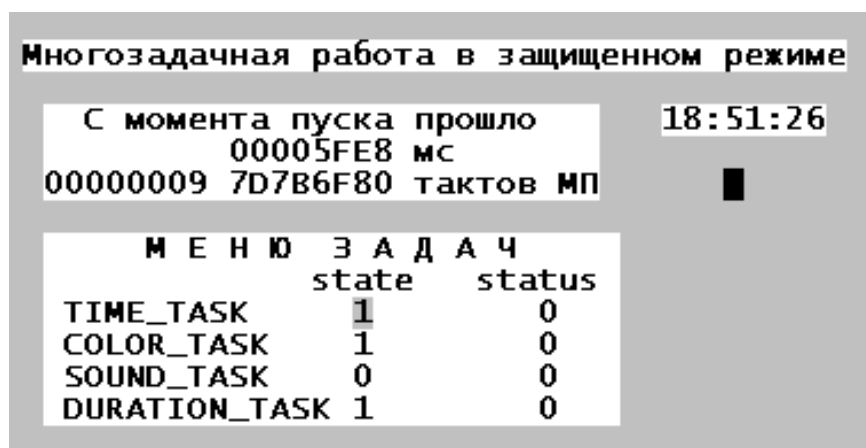 Многозадачная работа в защищенном режиме
С момента пуска прошло
18:51:26
00005FE8 мс
00000009 7D7B6F80 тактов МП
М Е Н Ю З А Д А Ч
state status
TIME_TASK 1 0
COLOR_TASK 1 0
SOUND_TASK 0 0
DURATION_TASK 1 0